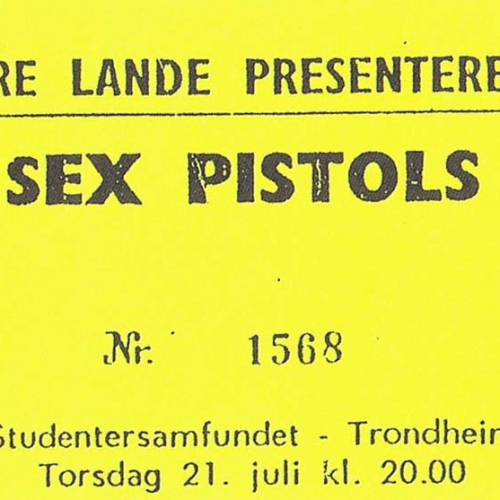 RE LANDE PRESENTERE
SEX PISTOLS
Nr. 1568
Studentersamfundet - Trondheim
Torsdag 21. juli kl. 20.00